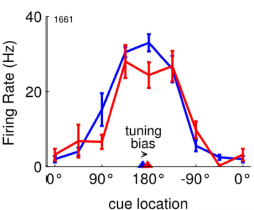 40
1661
Firing Rate (Hz)
20
tuning
bias
>
0
0° 90° 180° -90° 0°
cue location